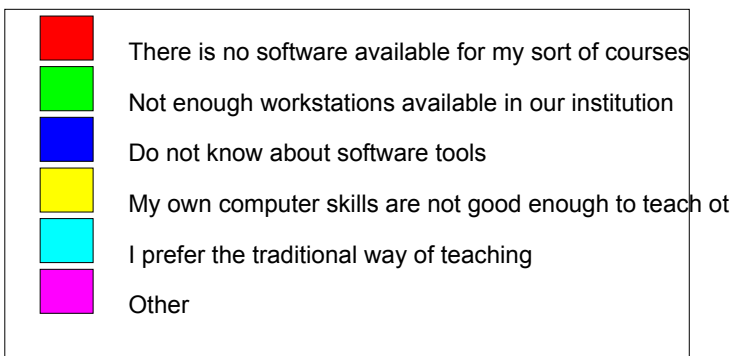 There is no software available for my sort of courses
Not enough workstations available in our institution
Do not know about software tools
My own computer skills are not good enough to teach ot
I prefer the traditional way of teaching
Other